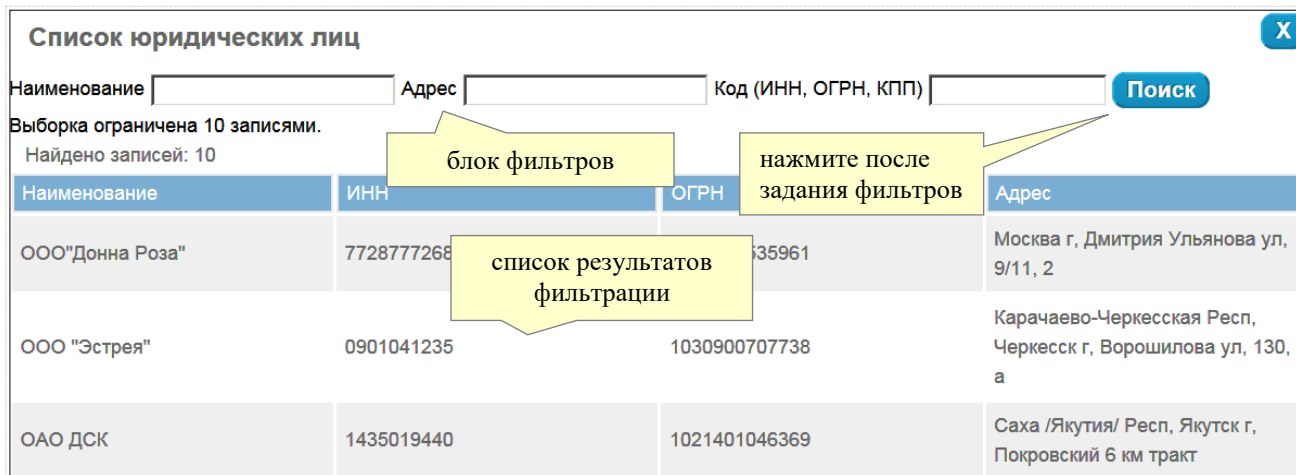 Список юридических лиц
X
Наименование Адрес Код (ИНН, ОГРН, КПП) Поиск
Выборка ограничена 10 записями.
Найдено записей: 10
блок фильтров
нажмите после
задания фильтров
Наименование ИНН ОГРН Адрес
ООО"Донна Роза" 7728777268 535961 Москва г, Дмитрия Ульянова ул,
9/11, 2
список результатов
фильтрации
ООО "Эстрея" 0901041235 1030900707738 Карачаево-Черкесская Респ,
Черкесск г, Ворошилова ул, 130,
а
ОАО ДСК 1435019440 1021401046369 Саха /Якутия/ Респ, Якутск г,
Покровский 6 км тракт